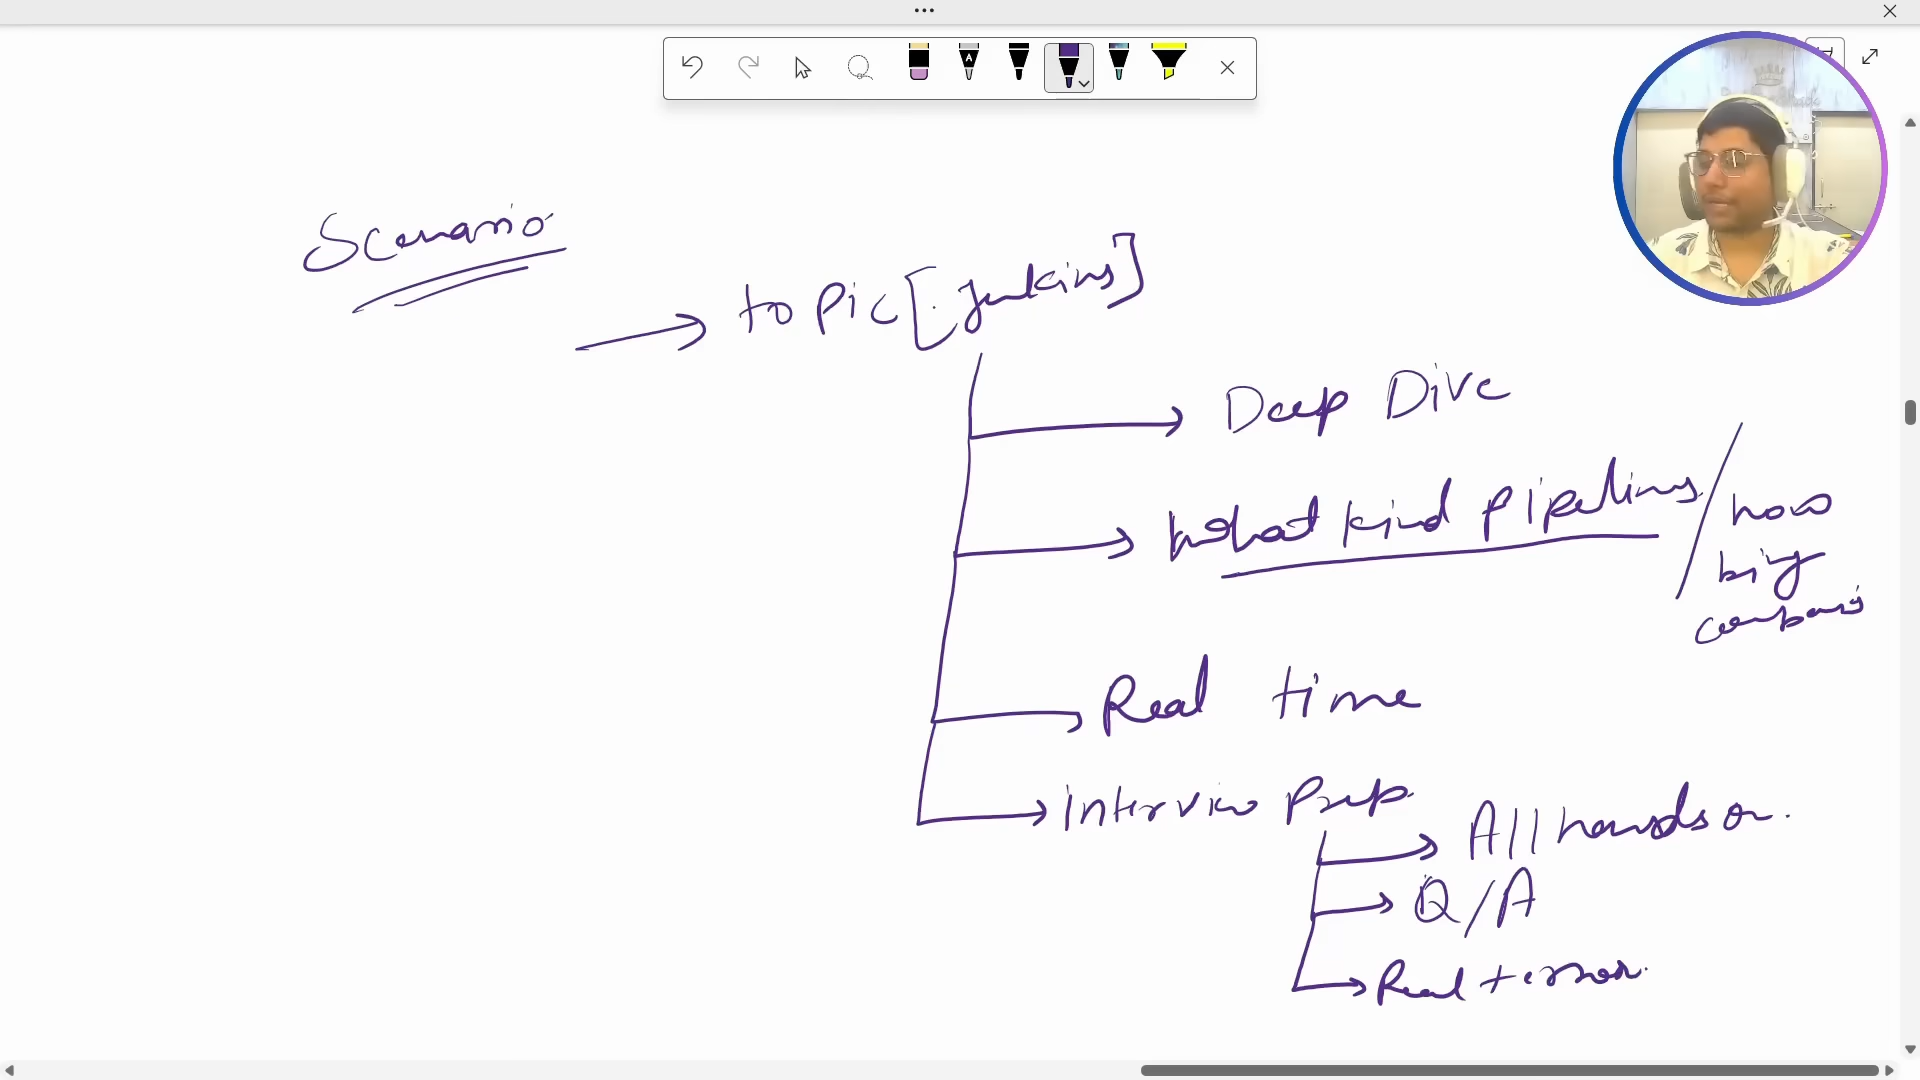 Scenario
topic [jenkins]
Deep Dive
What kind pipelines / how
big
companies
Real time
Interview Prep
All hands on.
Q/A
Real t error.